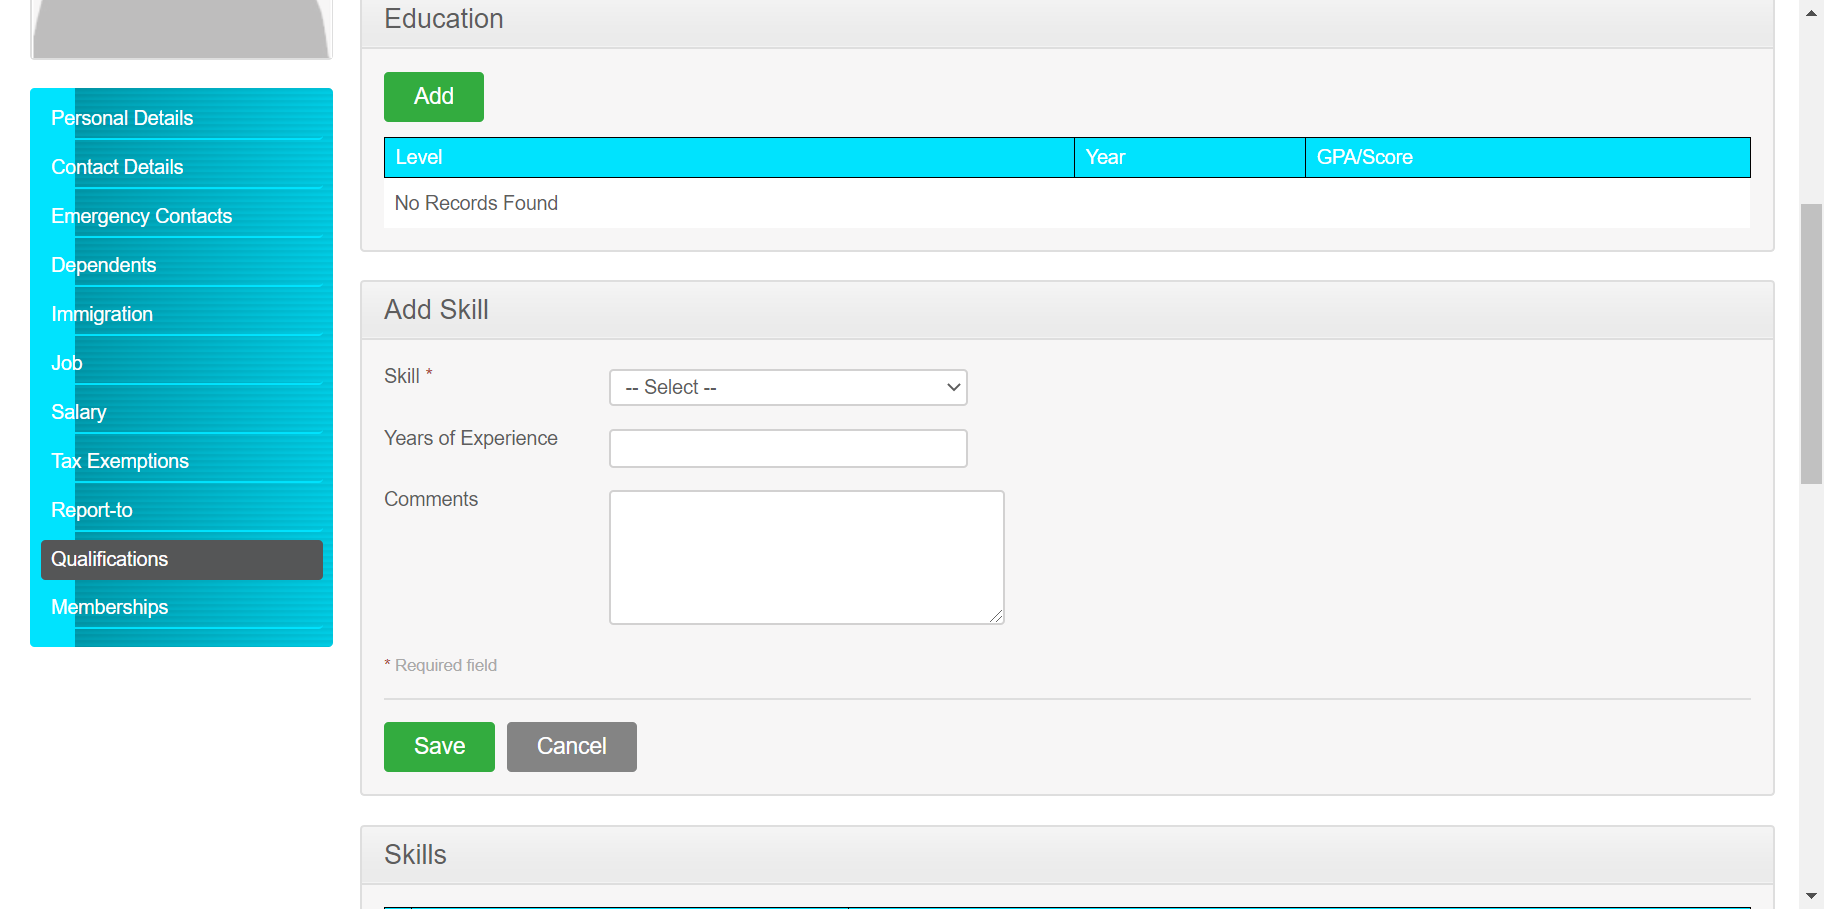 Education
Add
Level Year GPA/Score
No Records Found
Personal Details
Contact Details
Emergency Contacts
Dependents
Immigration
Job
Salary
Tax Exemptions
Report-to
Qualifications
Memberships
Add Skill
Skill *
-- Select --
Years of Experience
Comments
* Required field
Save Cancel
Skills